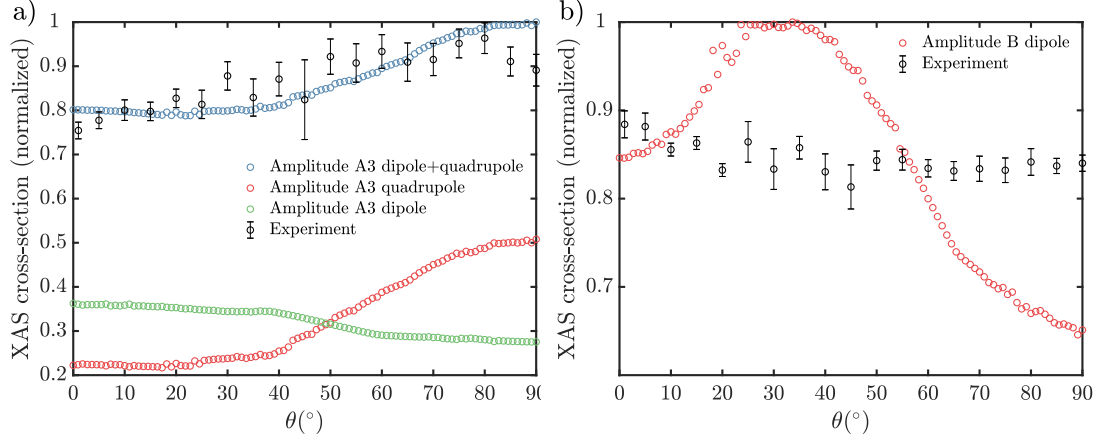 a)
XAS cross-section (normalized)
1
0.9
0.8
0.7
0.6
0.5
0.4
0.3
0.2
Amplitude A3 dipole+quadrupole
Amplitude A3 quadrupole
Amplitude A3 dipole
Experiment
0 10 20 30 40 50 60 70 80 90
θ(°)
b)
XAS cross-section (normalized)
1
0.9
0.8
0.7
Amplitude B dipole
Experiment
0 10 20 30 40 50 60 70 80 90
θ(°)